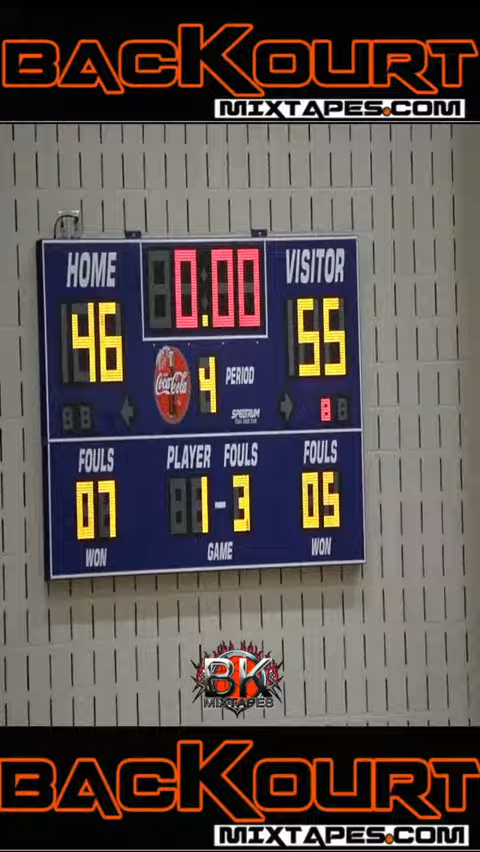 BACKOURT
MIXTAPES.COM
HOME
0.00
VISITOR
46
55
Coca-Cola
4
PERIOD
SPECTRUM
8
FOULS
PLAYER FOULS
FOULS
07
1-3
05
WON
GAME
WON
BK
MIXTAPES
BACKOURT
MIXTAPES.COM